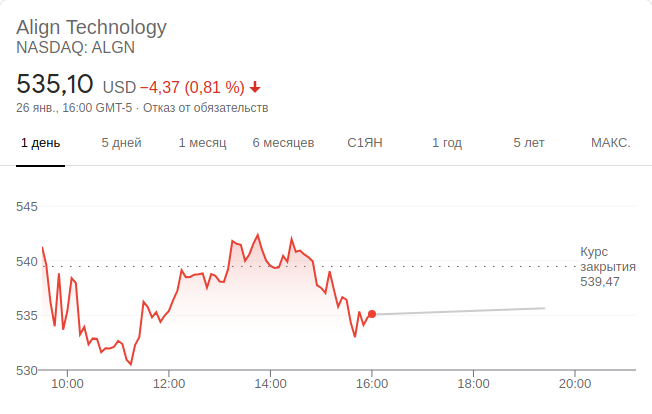 Align Technology
NASDAQ: ALGN
535,10 USD −4,37 (0,81 %)
26 янв., 16:00 GMT-5 · Отказ от обязательств
1 день 5 дней 1 месяц 6 месяцев С1ЯН 1 год 5 лет МАКС.
545
540
535
530
Курс
закрытия
539,47
10:00 12:00 14:00 16:00 18:00 20:00